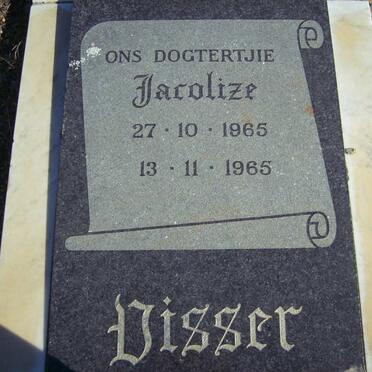 ONS DOGTERTJIE
Jacolize
27 · 10 · 1965
13 · 11 · 1965
Visser